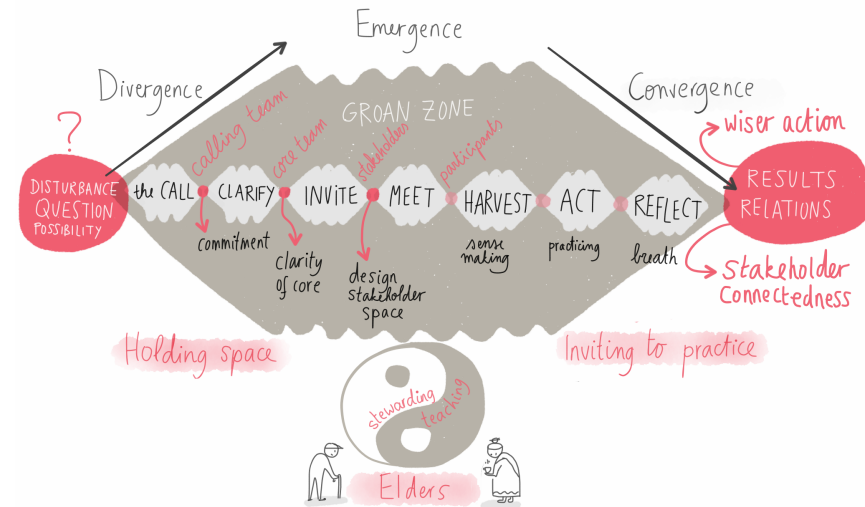 Emergence
Divergence
Convergence
GROAN ZONE
?
calling team
core team
stakeholders
participants
wiser action
DISTURBANCE
QUESTION
POSSIBILITY
the CALL
CLARIFY
INViTE
MEET
HARVEST
ACT
REFLECT
RESULTS
RELATIONS
commitment
clarity
of core
design
stakeholder
space
sense
making
practicing
breath
Stakeholder
Connectedness
Holding space
Inviting to practice
stewarding
teaching
Elders